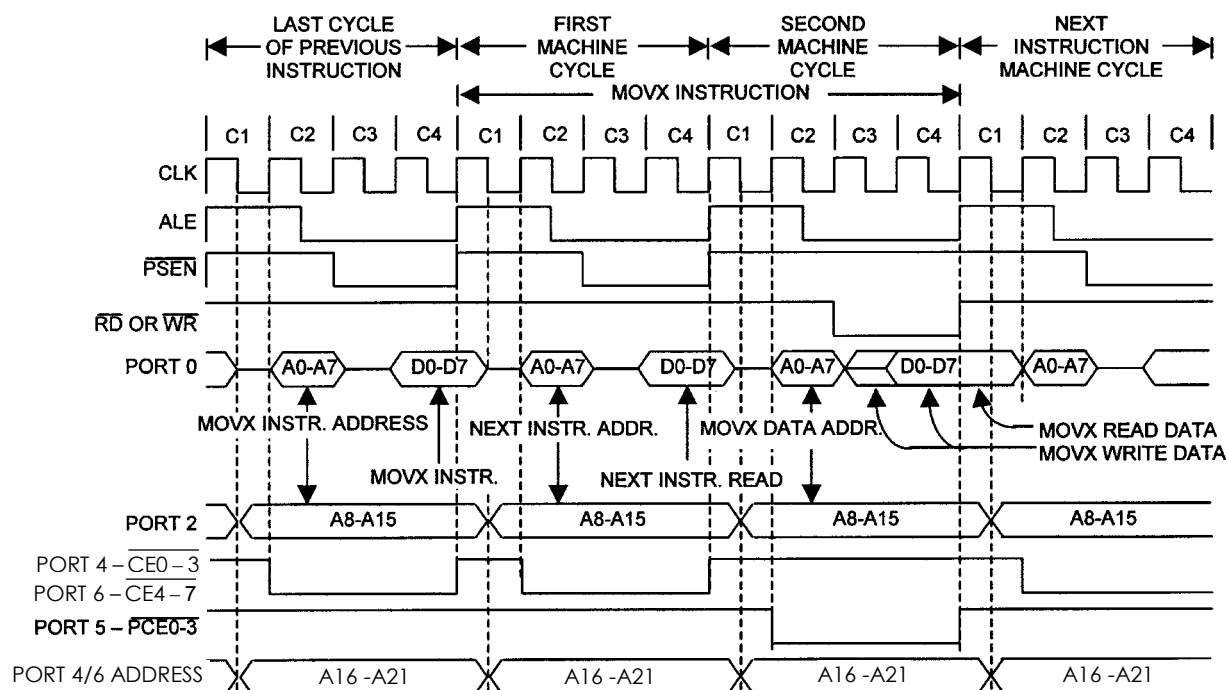 LAST CYCLE
OF PREVIOUS
INSTRUCTION
FIRST
MACHINE
CYCLE
SECOND
MACHINE
CYCLE
NEXT
INSTRUCTION
MACHINE CYCLE
MOVX INSTRUCTION
C1 C2 C3 C4 C1 C2 C3 C4 C1 C2 C3 C4 C1 C2 C3 C4
CLK
ALE
PSEN
RD OR WR
PORT 0 A0-A7 D0-D7 A0-A7 D0-D7 A0-A7 D0-D7 A0-A7
MOVX INSTR. ADDRESS NEXT INSTR. ADDR. MOVX DATA ADDR.
MOVX READ DATA
MOVX WRITE DATA
MOVX INSTR. NEXT INSTR. READ
PORT 2 A8-A15 A8-A15 A8-A15 A8-A15
PORT 4 – CE0 – 3
PORT 6 – CE4 – 7
PORT 5 – PCE0-3
PORT 4/6 ADDRESS A16 -A21 A16 -A21 A16 -A21 A16 -A21